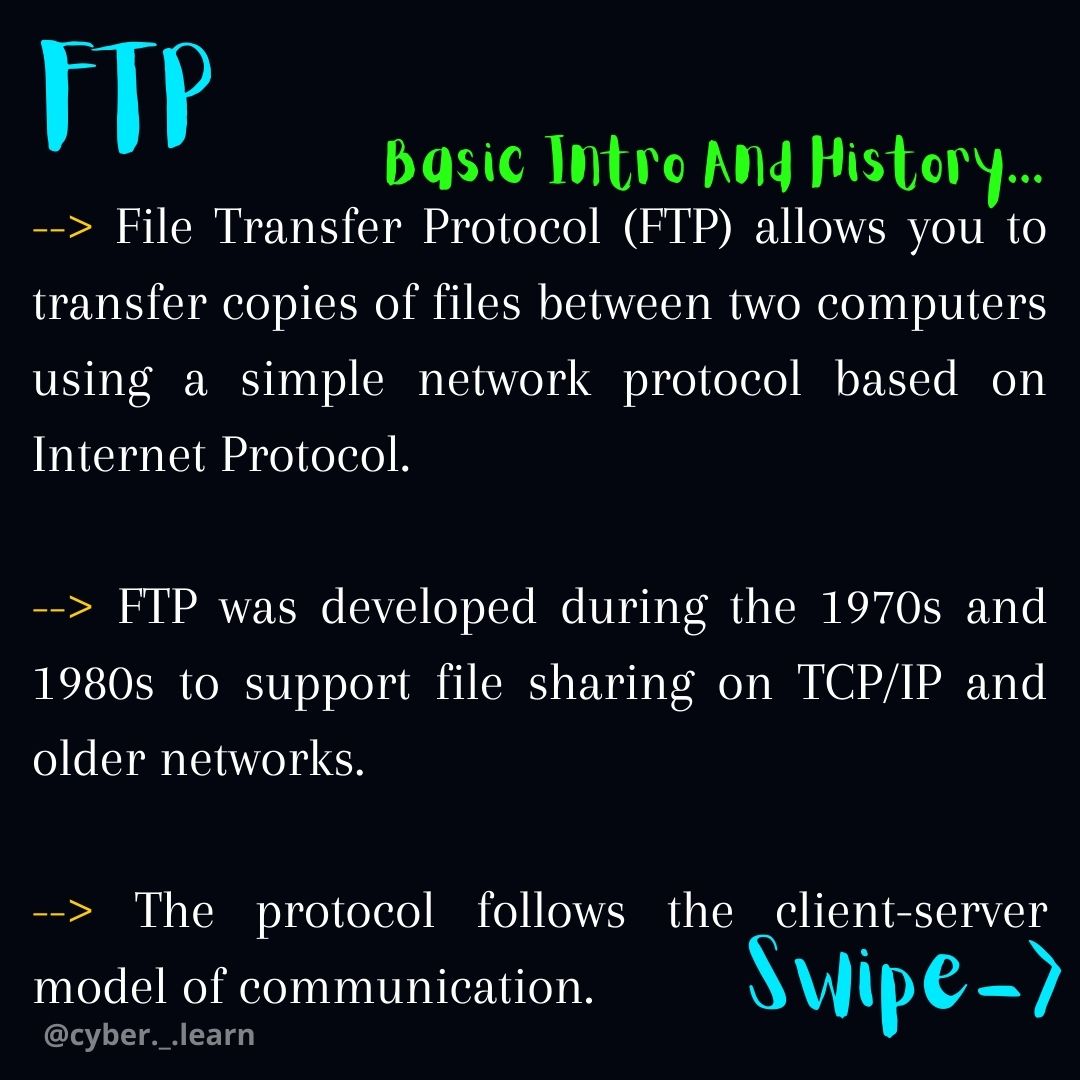 FTP
Basic Intro And History...
--> File Transfer Protocol (FTP) allows you to
transfer copies of files between two computers
using a simple network protocol based on
Internet Protocol.
--> FTP was developed during the 1970s and
1980s to support file sharing on TCP/IP and
older networks.
--> The protocol follows the client-server
model of communication.
Swipe->
@cyber._.learn